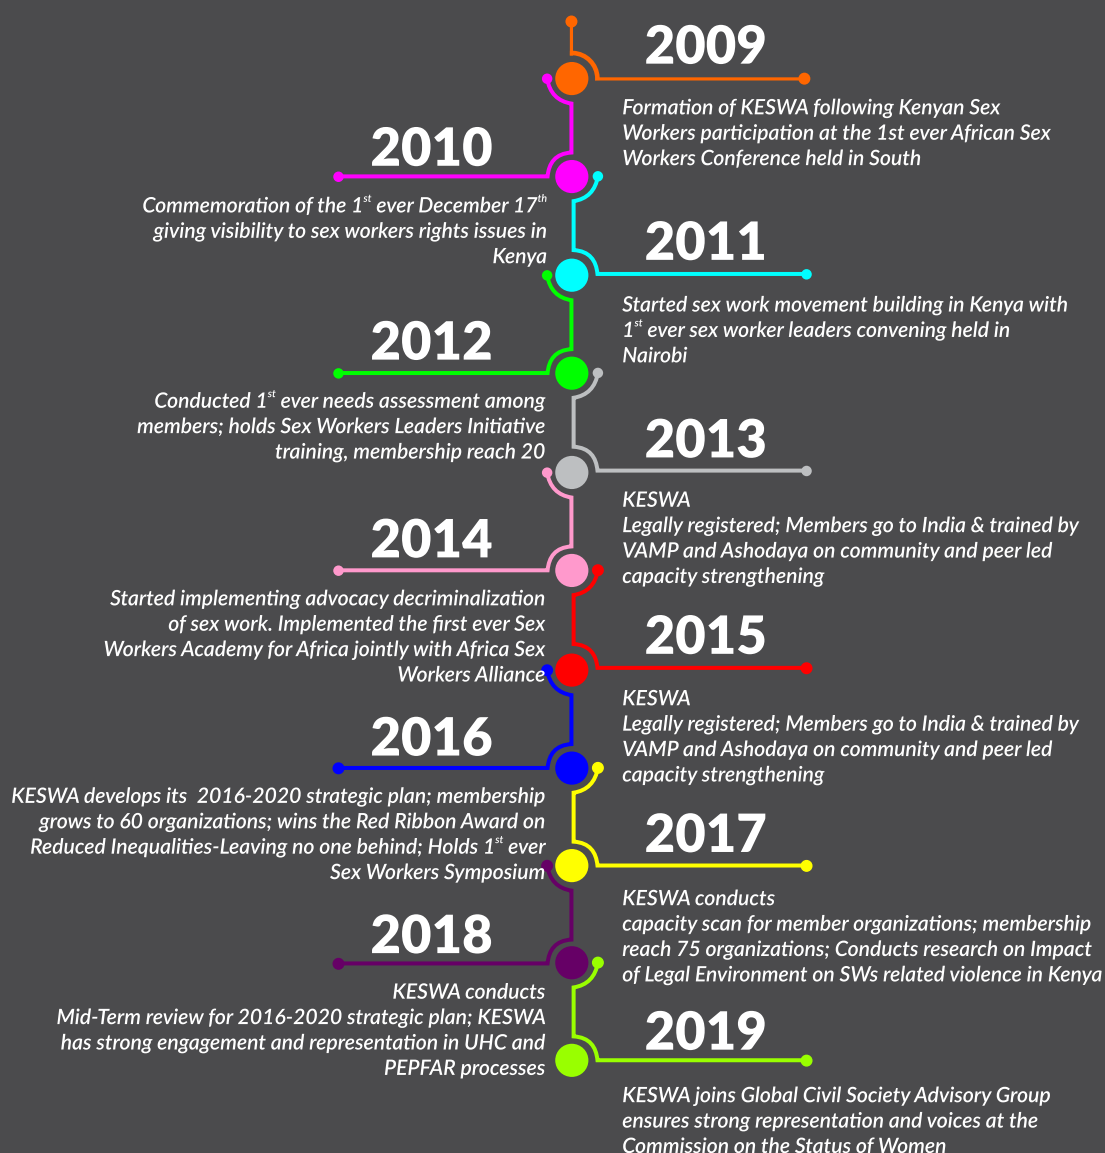 2009
Formation of KESWA following Kenyan Sex
Workers participation at the 1st ever African Sex
Workers Conference held in South
2010
Commemoration of the 1st ever December 17th
giving visibility to sex workers rights issues in
Kenya
2011
Started sex work movement building in Kenya with
1st ever sex worker leaders convening held in
Nairobi
2012
Conducted 1st ever needs assessment among
members; holds Sex Workers Leaders Initiative
training, membership reach 20
2013
KESWA
Legally registered; Members go to India & trained by
VAMP and Ashodaya on community and peer led
capacity strengthening
2014
Started implementing advocacy decriminalization
of sex work. Implemented the first ever Sex
Workers Academy for Africa jointly with Africa Sex
Workers Alliance
2015
KESWA
Legally registered; Members go to India & trained by
VAMP and Ashodaya on community and peer led
capacity strengthening
2016
KESWA develops its 2016-2020 strategic plan; membership
grows to 60 organizations; wins the Red Ribbon Award on
Reduced Inequalities-Leaving no one behind; Holds 1st ever
Sex Workers Symposium
2017
KESWA conducts
capacity scan for member organizations; membership
reach 75 organizations; Conducts research on Impact
of Legal Environment on SWs related violence in Kenya
2018
KESWA conducts
Mid-Term review for 2016-2020 strategic plan; KESWA
has strong engagement and representation in UHC and
PEPFAR processes
2019
KESWA joins Global Civil Society Advisory Group
ensures strong representation and voices at the
Commission on the Status of Women